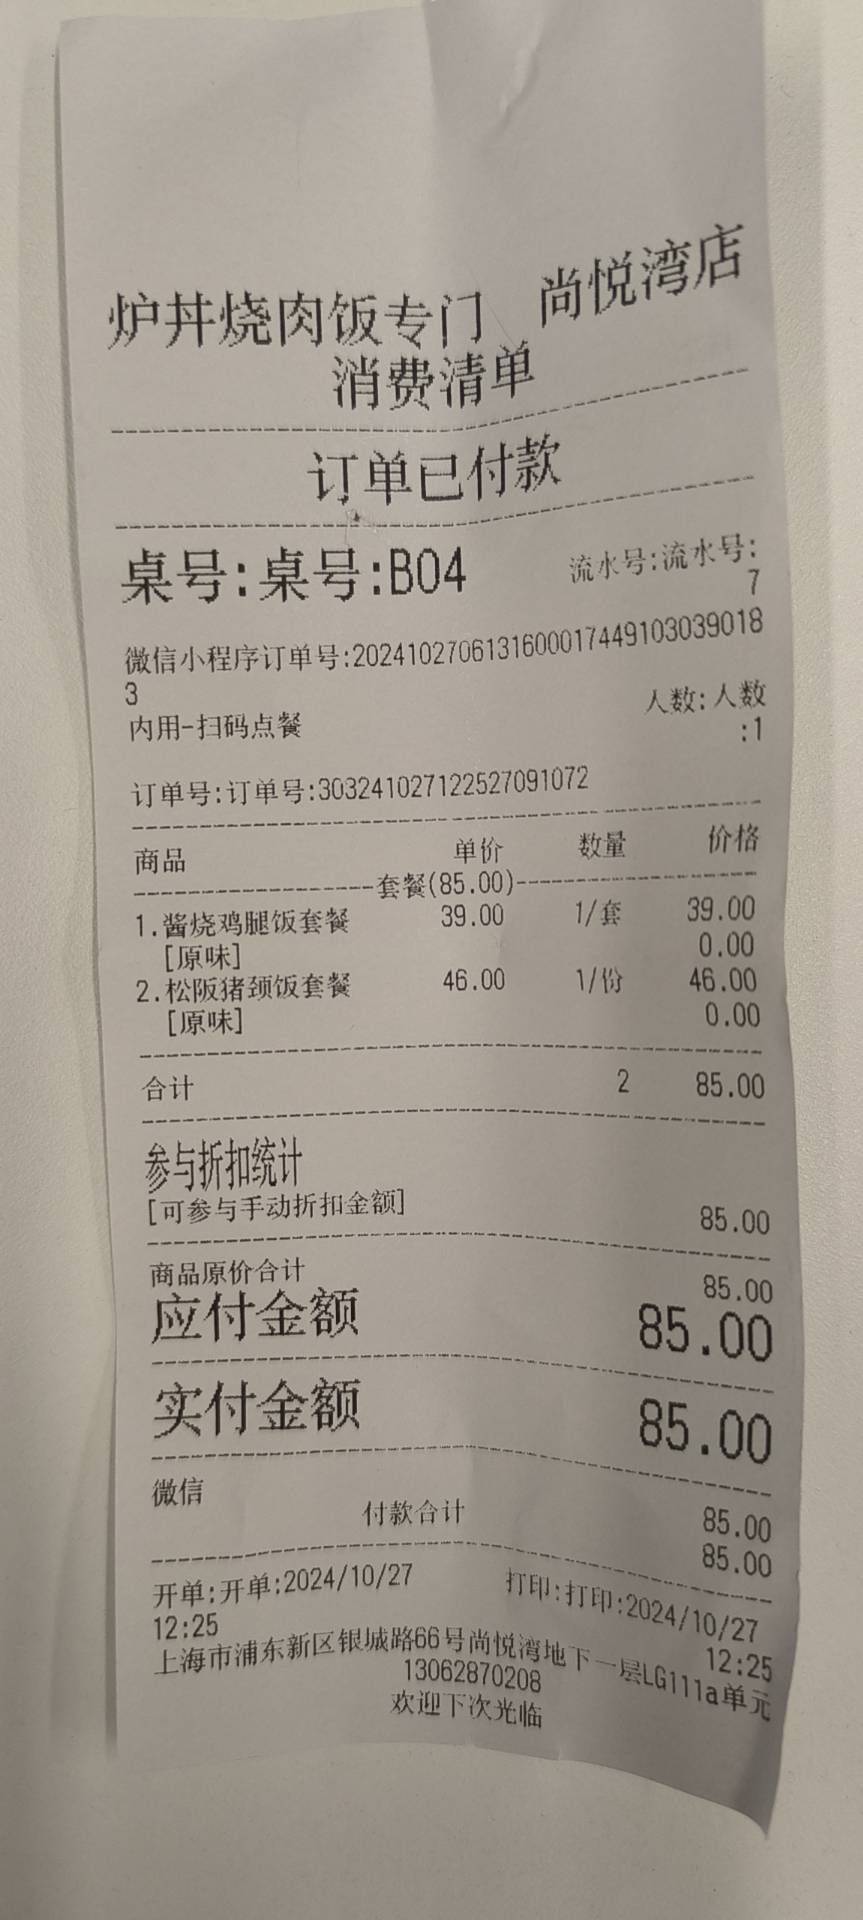 炉丼烧肉饭专门 尚悦湾店
消费清单
订单已付款
桌号:桌号:B04 流水号:流水号:
7
微信小程序订单号:2024102706131600017449103039018
3
内用-扫码点餐 人数:人数
:1
订单号:订单号:303241027122527091072
商品 单价 数量 价格
套餐(85.00)
1.酱烧鸡腿饭套餐 39.00 1/套 39.00
[原味] 0.00
2.松阪猪颈饭套餐 46.00 1/份 46.00
[原味] 0.00
合计 2 85.00
参与折扣统计
[可参与手动折扣金额] 85.00
商品原价合计 85.00
应付金额 85.00
实付金额 85.00
微信 85.00
付款合计 85.00
开单:开单:2024/10/27 打印:打印:2024/10/27
12:25 12:25
上海市浦东新区银城路66号尚悦湾地下一层LG111a单元
13062870208
欢迎下次光临